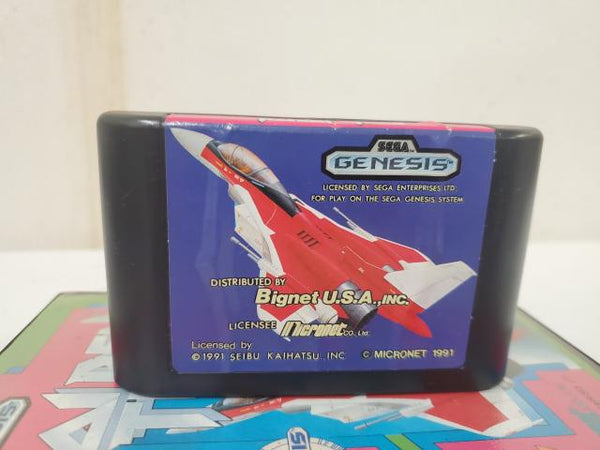 SEGA
GENESIS
LICENSED BY SEGA ENTERPRISES LTD.
FOR PLAY ON THE SEGA GENESIS SYSTEM
DISTRIBUTED BY
Bignet U.S.A., INC.
LICENSEE Micronet CO., Ltd.
Licensed by
© 1991 SEIBU KAIHATSU., INC. © MICRONET 1991